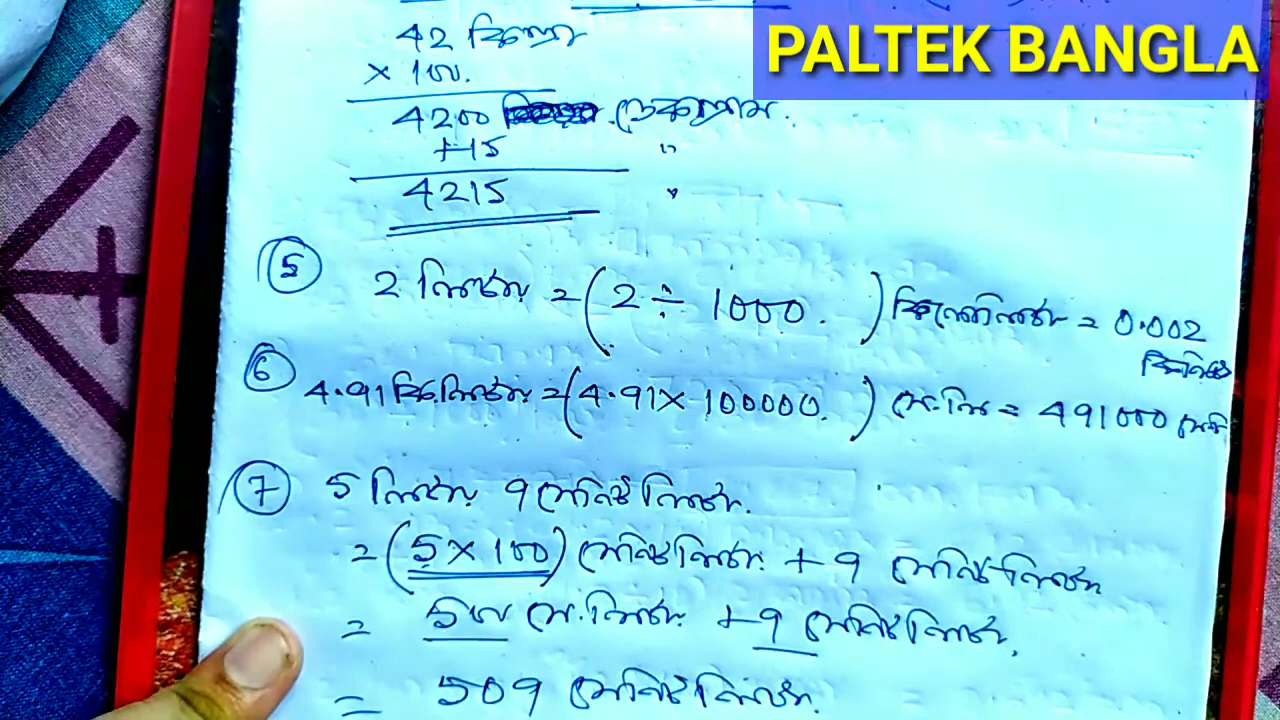 PALTEK BANGLA
42 কিগ্রা
× 100.
4200 ডেকাগ্রাম.
+15 "
4215 "
5 2 মিটার = (2 ÷ 1000.) কিলোমিটার = 0.002
কিমি
6 4.91 কি.মিটার = (4.91 × 100000.) সে.মি = 491000 সেমি
7 5 মিটার 9 সেন্টিমিটার.
= (5 × 100) সেন্টিমিটার + 9 সেন্টিমিটার
= 500 সে.মিটার + 9 সেন্টিমিটার
= 509 সেন্টিমিটার.